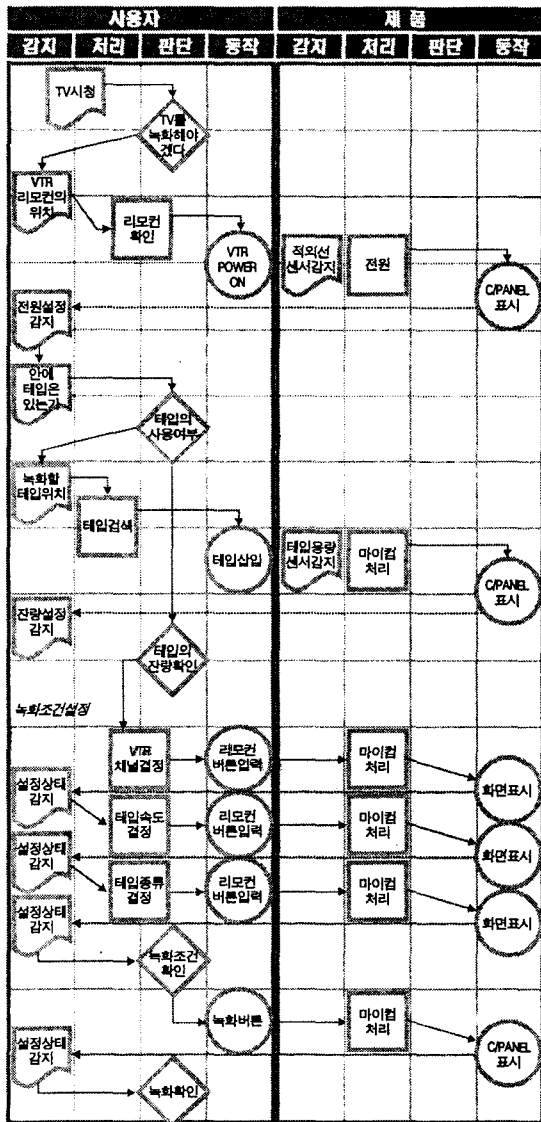 사용자
제 품
감지 처리 판단 동작 감지 처리 판단 동작
TV시청
TV를
녹화해야
겠다
VTR
리모컨의
위치
리모컨
확인
VTR
POWER
ON
적외선
센서감지
전원
C/PANEL
표시
전원설정
감지
안에
테입은
있는가
테입의
사용여부
녹화할
테입위치
테입검색
테입삽입
테입용량
센서감지
마이컴
처리
C/PANEL
표시
잔량설정
감지
테입의
잔량확인
녹화조건설정
VTR
채널결정
리모컨
버튼입력
마이컴
처리
화면표시
설정상태
감지
테입속도
결정
리모컨
버튼입력
마이컴
처리
화면표시
설정상태
감지
테입종류
결정
리모컨
버튼입력
마이컴
처리
화면표시
설정상태
감지
녹화조건
확인
녹화버튼
마이컴
처리
C/PANEL
표시
설정상태
감지
녹화확인